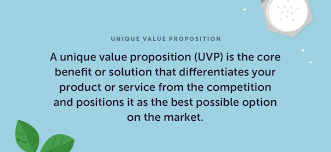 UNIQUE VALUE PROPOSITION
A unique value proposition (UVP) is the core
benefit or solution that differentiates your
product or service from the competition
and positions it as the best possible option
on the market.